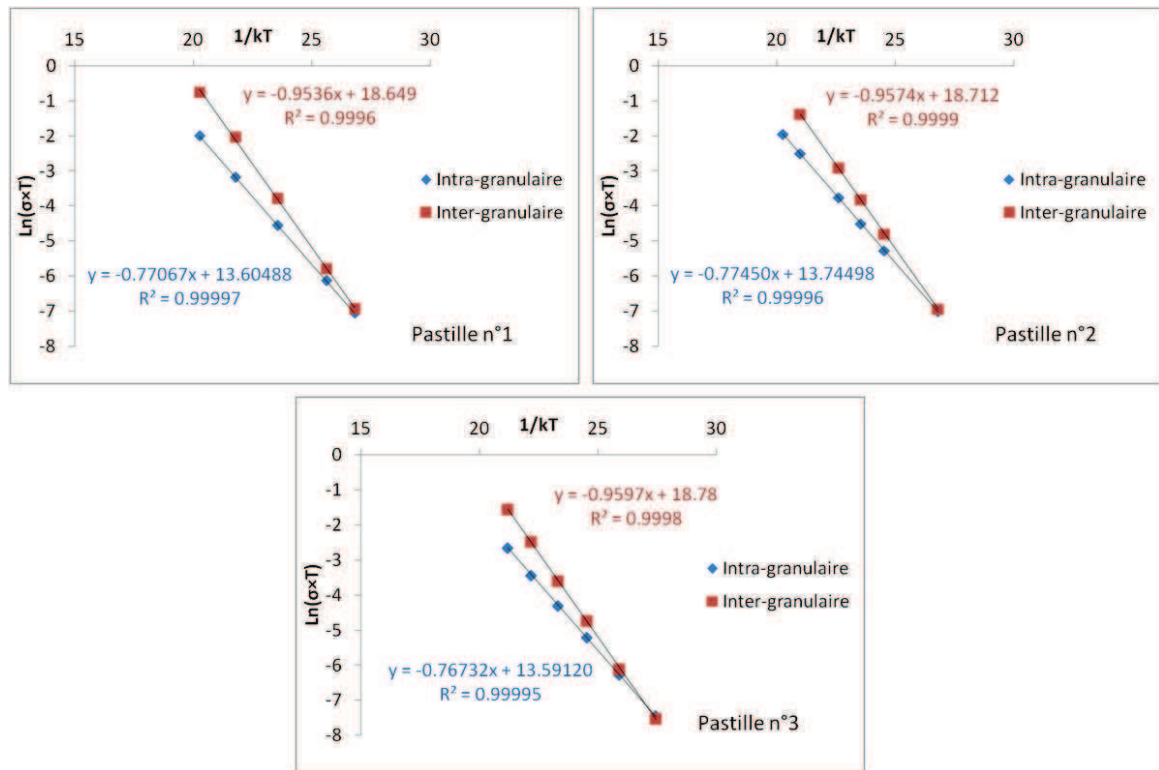 15 20 1/kT 25 30
0
-1
-2
-3
-4
-5
-6
-7
-8
Ln(σ×T)
y = -0.9536x + 18.649
R² = 0.9996
Intra-granulaire
Inter-granulaire
y = -0.77067x + 13.60488
R² = 0.99997
Pastille n°1
15 20 1/kT 25 30
0
-1
-2
-3
-4
-5
-6
-7
-8
Ln(σ×T)
y = -0.9574x + 18.712
R² = 0.9999
Intra-granulaire
Inter-granulaire
y = -0.77450x + 13.74498
R² = 0.99996
Pastille n°2
15 20 1/kT 25 30
0
-1
-2
-3
-4
-5
-6
-7
-8
Ln(σ×T)
y = -0.9597x + 18.78
R² = 0.9998
Intra-granulaire
Inter-granulaire
y = -0.76732x + 13.59120
R² = 0.99995
Pastille n°3